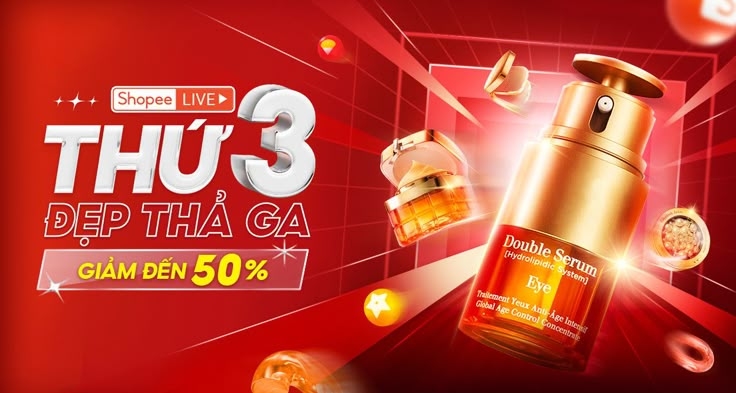 Shopee LIVE
THỨ 3
ĐẸP THẢ GA
GIẢM ĐẾN 50%
Double Serum
[Hydrolipidic System]
Eye
Traitement Yeux Anti-Âge Intensif
Global Age Control Concentrate